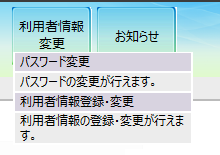 利用者情報
変更
お知らせ
パスワード変更
パスワードの変更が行えます。
利用者情報登録・変更
利用者情報の登録・変更が行えま
す。